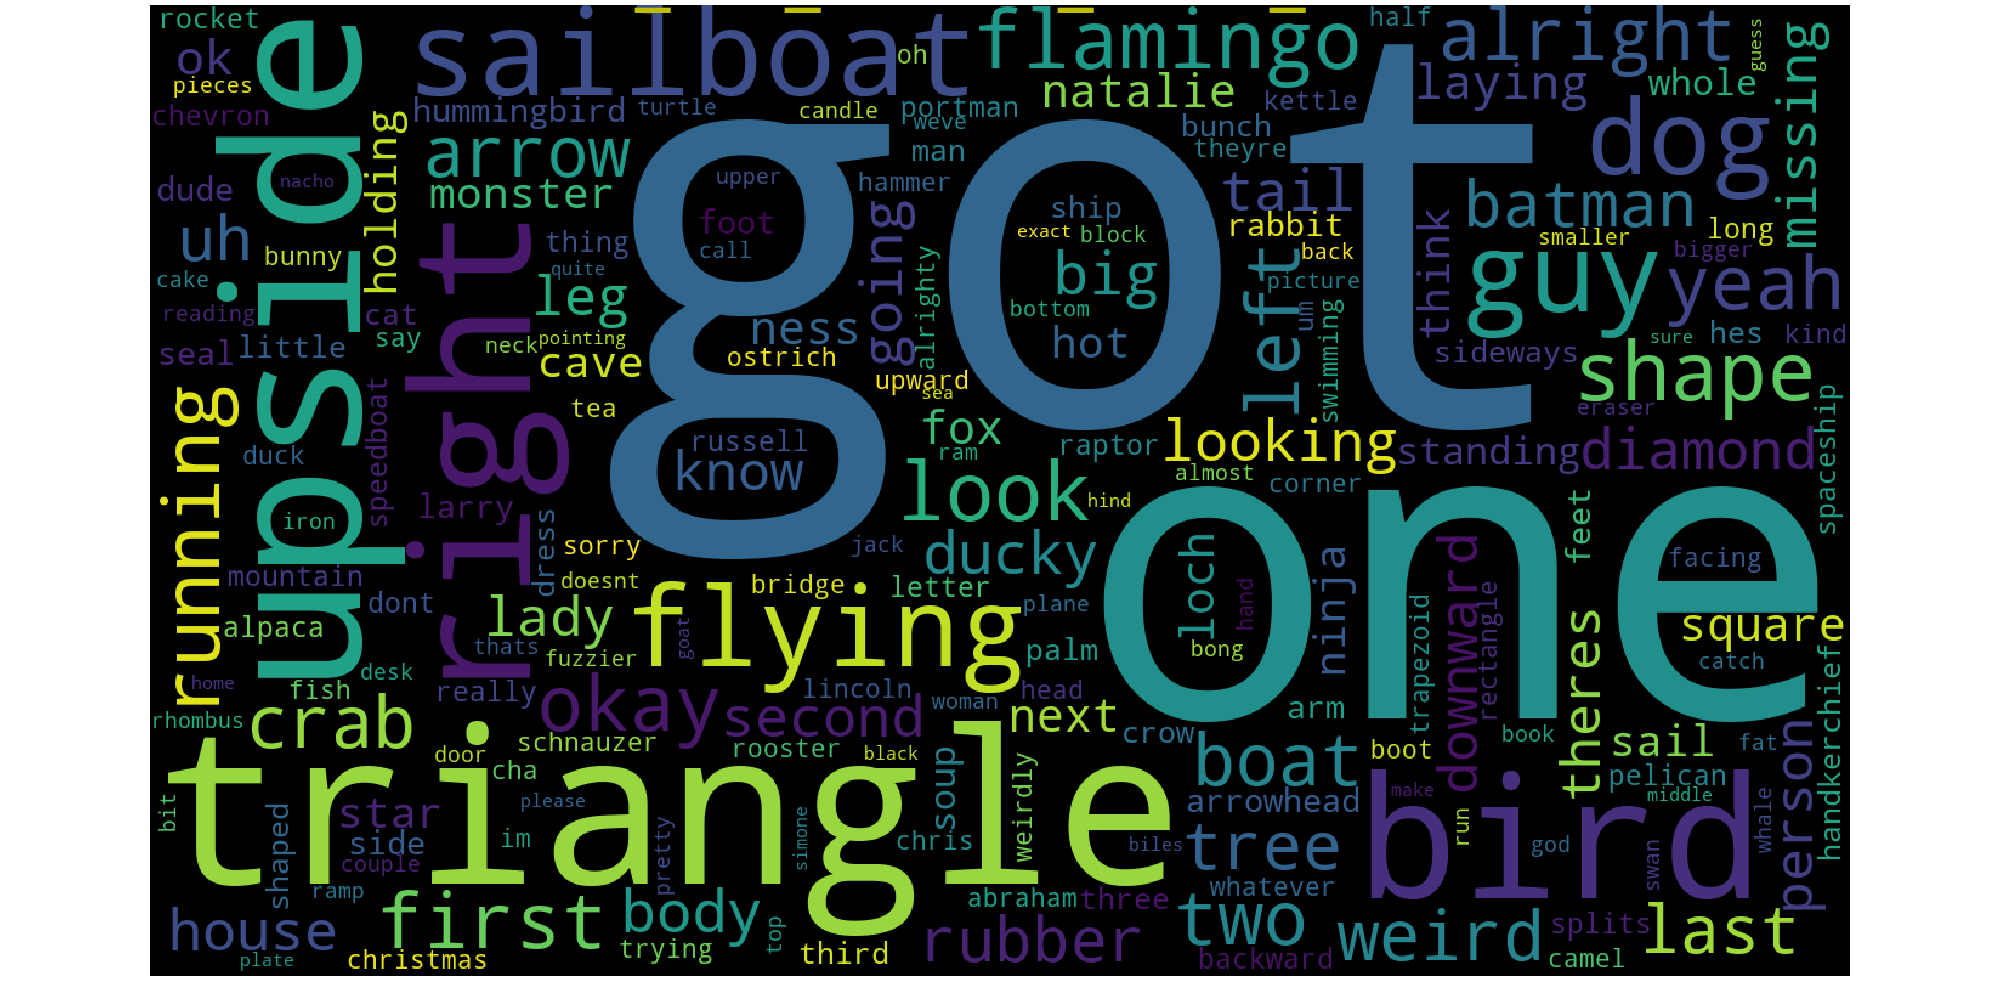 rocket
sailboat
flamingo
half
alright
guess
ok
oh
pieces
upside
natalie
laying
whole
missing
chevron
hummingbird
turtle
candle
portman
weve
kettle
dog
holding
arrow
got
man
bunch
theyre
dude
nacho
monster
upper
hammer
tail
batman
uh
right
foot
going
ship
rabbit
think
guy
long
bunny
thing
call
exact
block
back
smaller
bigger
yeah
cake
quite
leg
alrighty
big
left
picture
reading
cat
ness
bottom
um
hes
kind
seal
little
say
neck
pointing
hot
swimming
sideways
sure
shape
cave
ostrich
upward
sea
running
speedboat
tea
eraser
spaceship
duck
russell
fox
raptor
looking
standing
diamond
know
ram
almost
corner
larry
look
hind
one
iron
dress
sorry
jack
ducky
loch
ninja
downward
feet
facing
mountain
doesnt
bridge
letter
hand
dont
lady
flying
plane
trapezoid
rectangle
theres
square
alpaca
thats
fuzzier
goat
palm
bong
catch
home
desk
fish
really
okay
lincoln
woman
head
arm
handkerchief
rhombus
crab
second
next
crow
book
person
triangle
door
schnauzer
rooster
black
soup
weirdly
boat
boot
sail
fat
cha
pelican
bit
star
please
arrowhead
make
bird
middle
whale
shaped
side
im
pretty
simone
chris
biles
tree
run
god
swan
couple
ramp
abraham
three
whatever
house
first
body
top
rubber
two
weird
splits
last
plate
christmas
trying
third
backward
camel